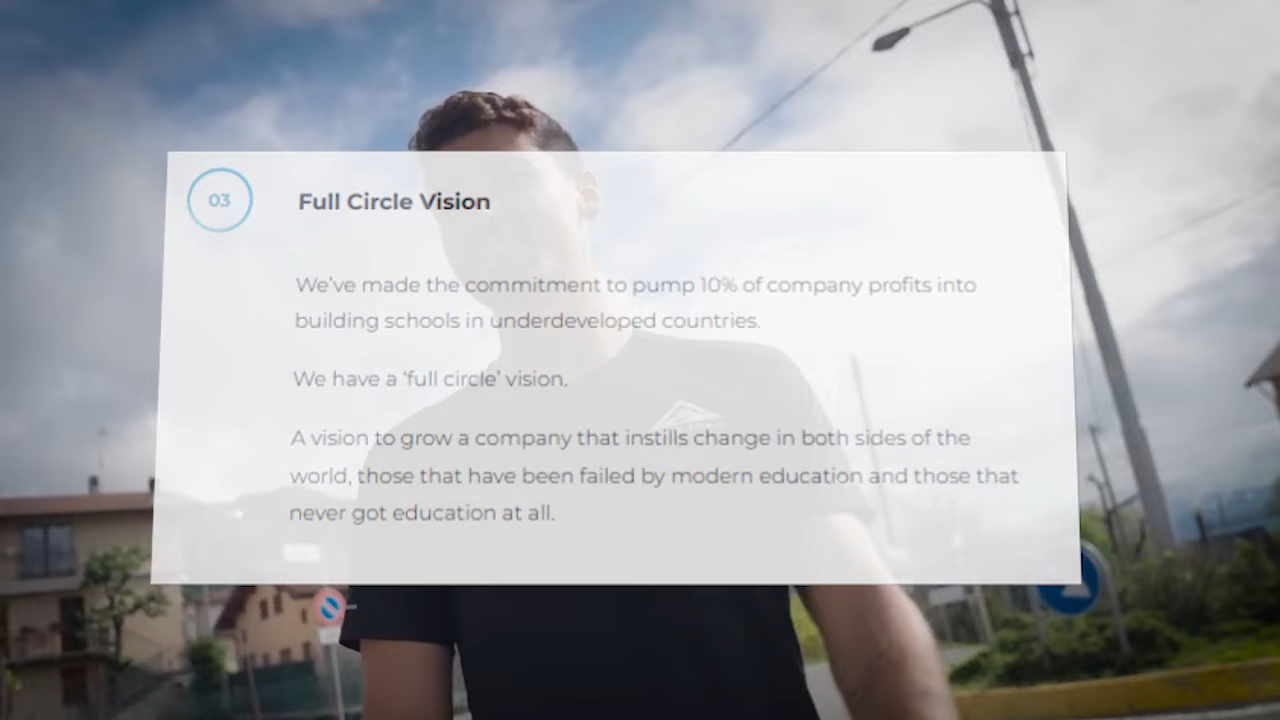 03
Full Circle Vision
We've made the commitment to pump 10% of company profits into
building schools in underdeveloped countries.
We have a ‘full circle’ vision.
A vision to grow a company that instills change in both sides of the
world, those that have been failed by modern education and those that
never got education at all.